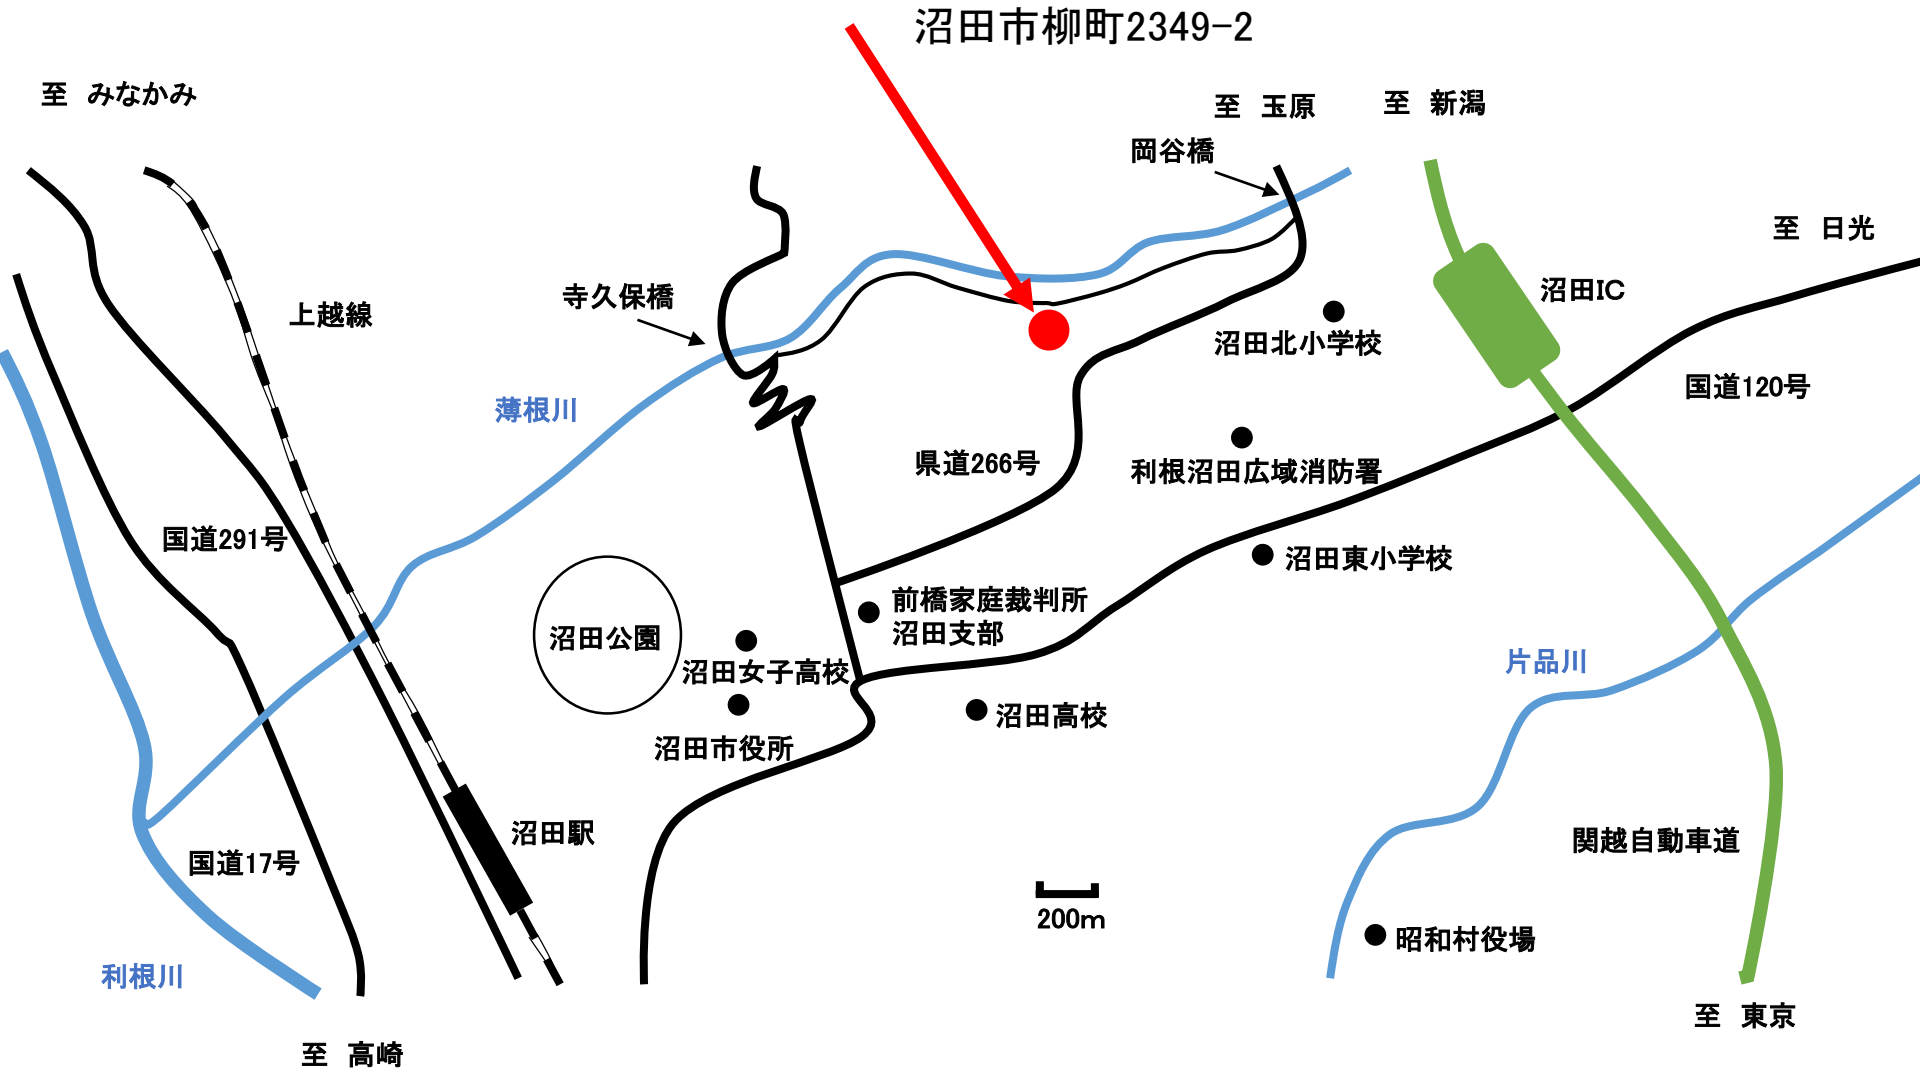 沼田市柳町2349-2
至 みなかみ
至 玉原
至 新潟
岡谷橋
至 日光
上越線
寺久保橋
沼田IC
沼田北小学校
国道120号
薄根川
県道266号
利根沼田広域消防署
国道291号
沼田東小学校
前橋家庭裁判所
沼田支部
沼田公園
沼田女子高校
片品川
沼田高校
沼田市役所
沼田駅
関越自動車道
国道17号
200m
昭和村役場
利根川
至 東京
至 高崎